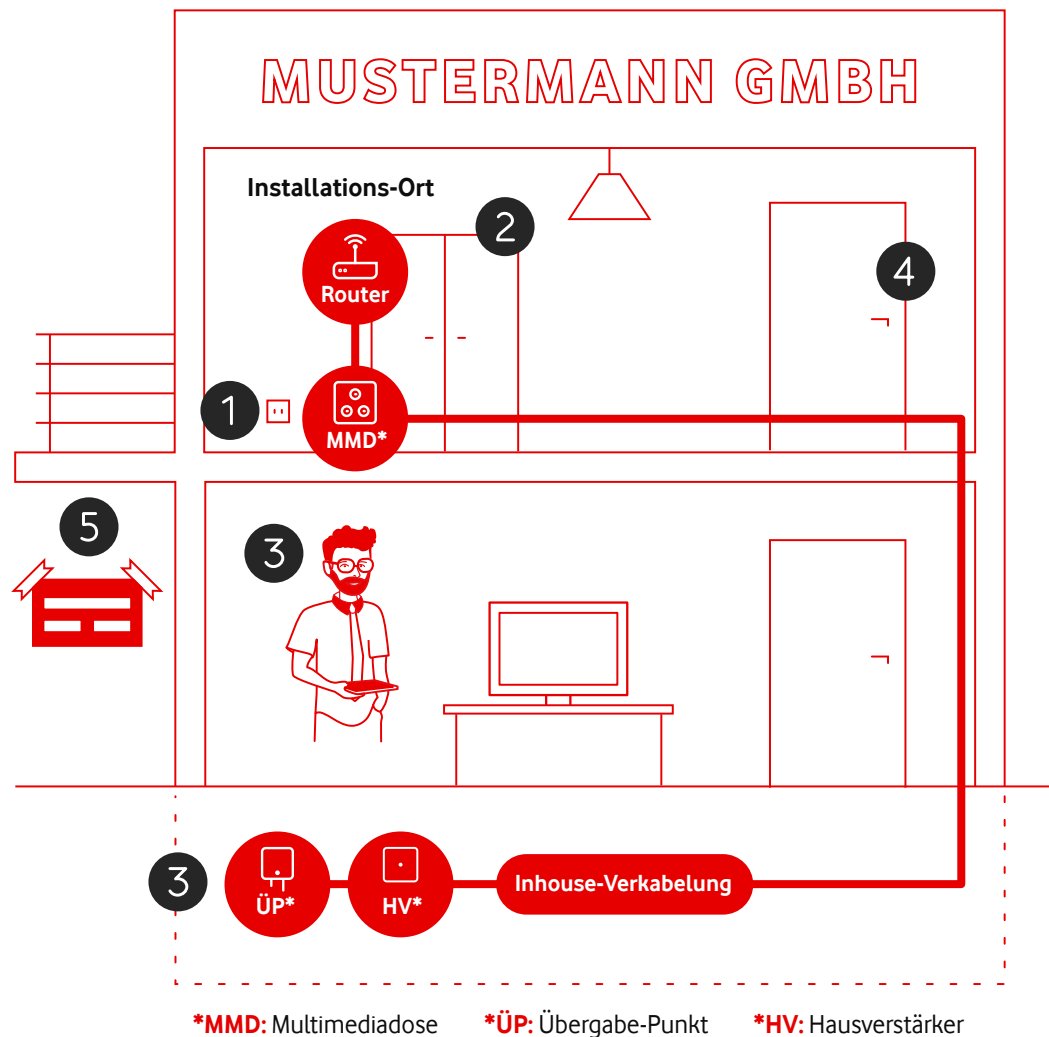 MUSTERMANN GMBH
Installations-Ort
2
Router
4
1
MMD*
5
3
3
ÜP*
HV*
Inhouse-Verkabelung
*MMD: Multimediadose *ÜP: Übergabe-Punkt *HV: Hausverstärker